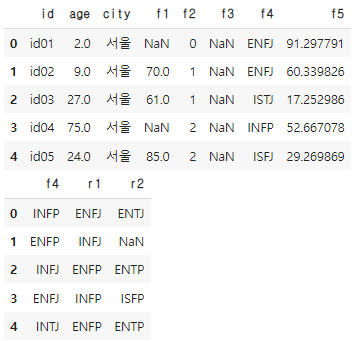 id age city f1 f2 f3 f4 f5
0 id01 2.0 서울 NaN 0 NaN ENFJ 91.297791
1 id02 9.0 서울 70.0 1 NaN ENFJ 60.339826
2 id03 27.0 서울 61.0 1 NaN ISTJ 17.252986
3 id04 75.0 서울 NaN 2 NaN INFP 52.667078
4 id05 24.0 서울 85.0 2 NaN ISFJ 29.269869
f4 r1 r2
0 INFP ENFJ ENTJ
1 ENFP INFJ NaN
2 INFJ ENFP ENTP
3 ENFJ INFP ISFP
4 INTJ ENFP ENTP